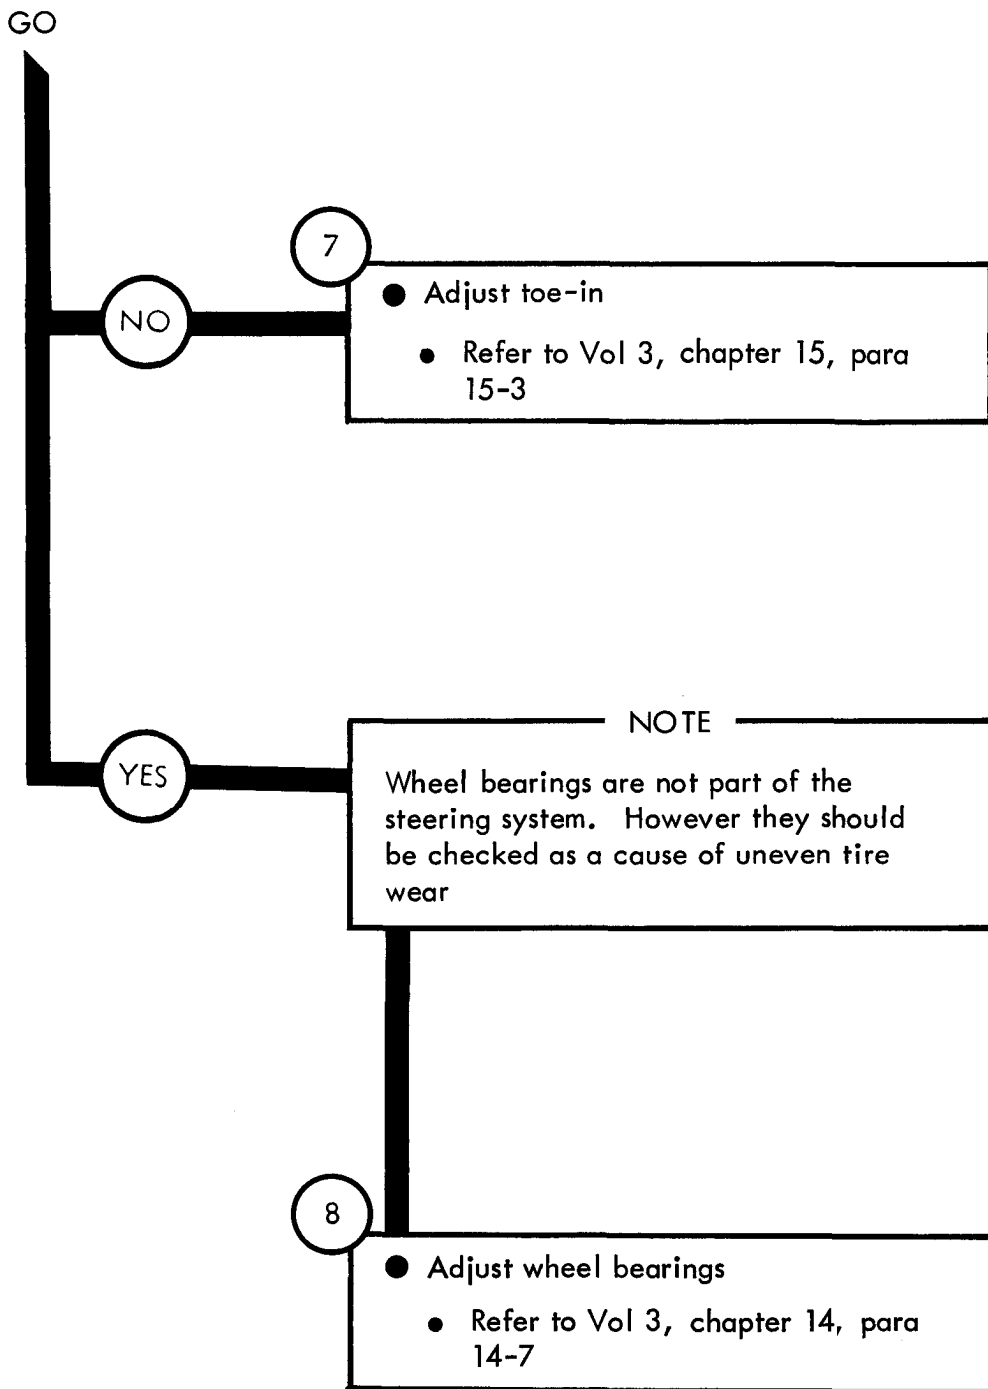 GO
7
● Adjust toe-in
NO
● Refer to Vol 3, chapter 15, para
15-3
NOTE
YES
Wheel bearings are not part of the
steering system. However they should
be checked as a cause of uneven tire
wear
8
● Adjust wheel bearings
● Refer to Vol 3, chapter 14, para
14-7